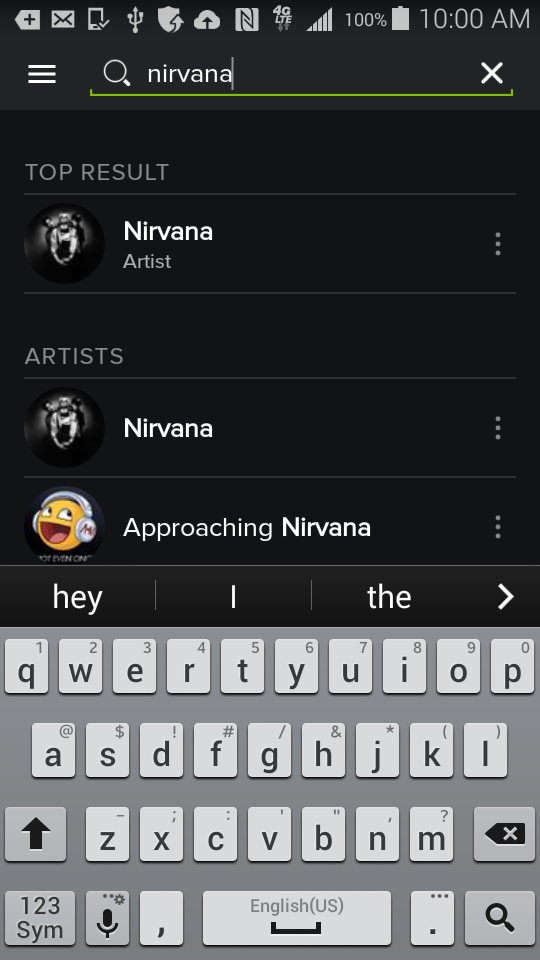 4G LTE 100% 10:00 AM
nirvana
TOP RESULT
Nirvana
Artist
ARTISTS
Nirvana
Approaching Nirvana
hey I the
1 2 3 4 5 6 7 8 9 0
q w e r t y u i o p
@ $ ! # / & * ( )
a s d f g h j k l
- ; : ' " , ?
z x c v b n m
English(US)
123
Sym , .